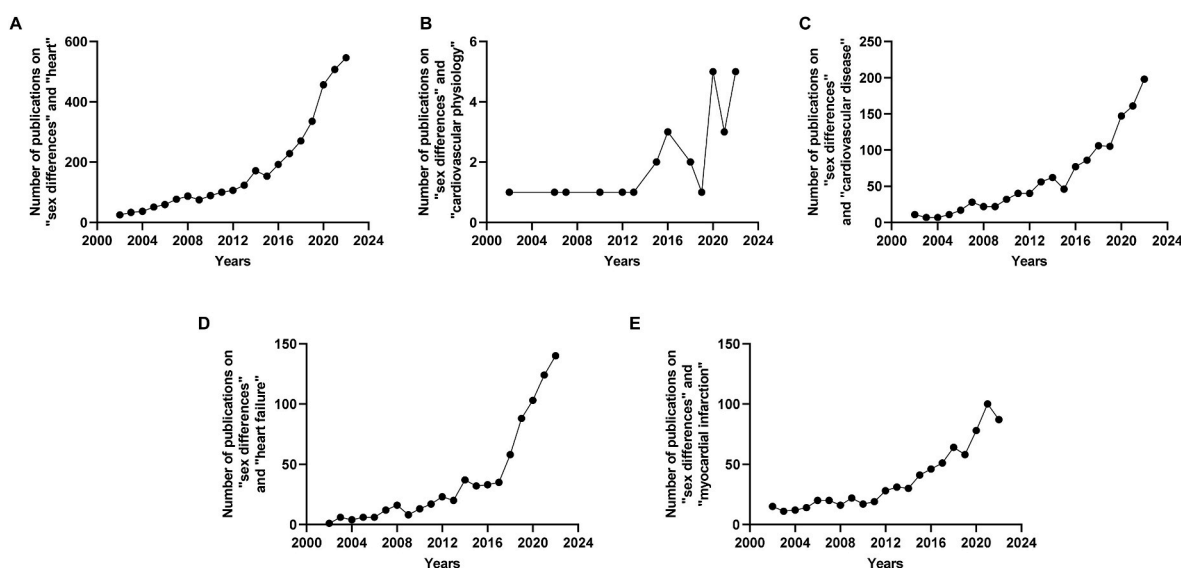 A
Number of publications on
"sex differences" and "heart"
600
400
200
0
2000 2004 2008 2012 2016 2020 2024
Years
B
Number of publications on
"sex differences" and
"cardiovascular physiology"
6
4
2
0
2000 2004 2008 2012 2016 2020 2024
Years
C
Number of publications on
"sex differences"
and "cardiovascular disease"
250
200
150
100
50
0
2000 2004 2008 2012 2016 2020 2024
Years
D
Number of publications on
"sex differences"
and "heart failure"
150
100
50
0
2000 2004 2008 2012 2016 2020 2024
Years
E
Number of publications on
"sex differences" and
"myocardial infarction"
150
100
50
0
2000 2004 2008 2012 2016 2020 2024
Years